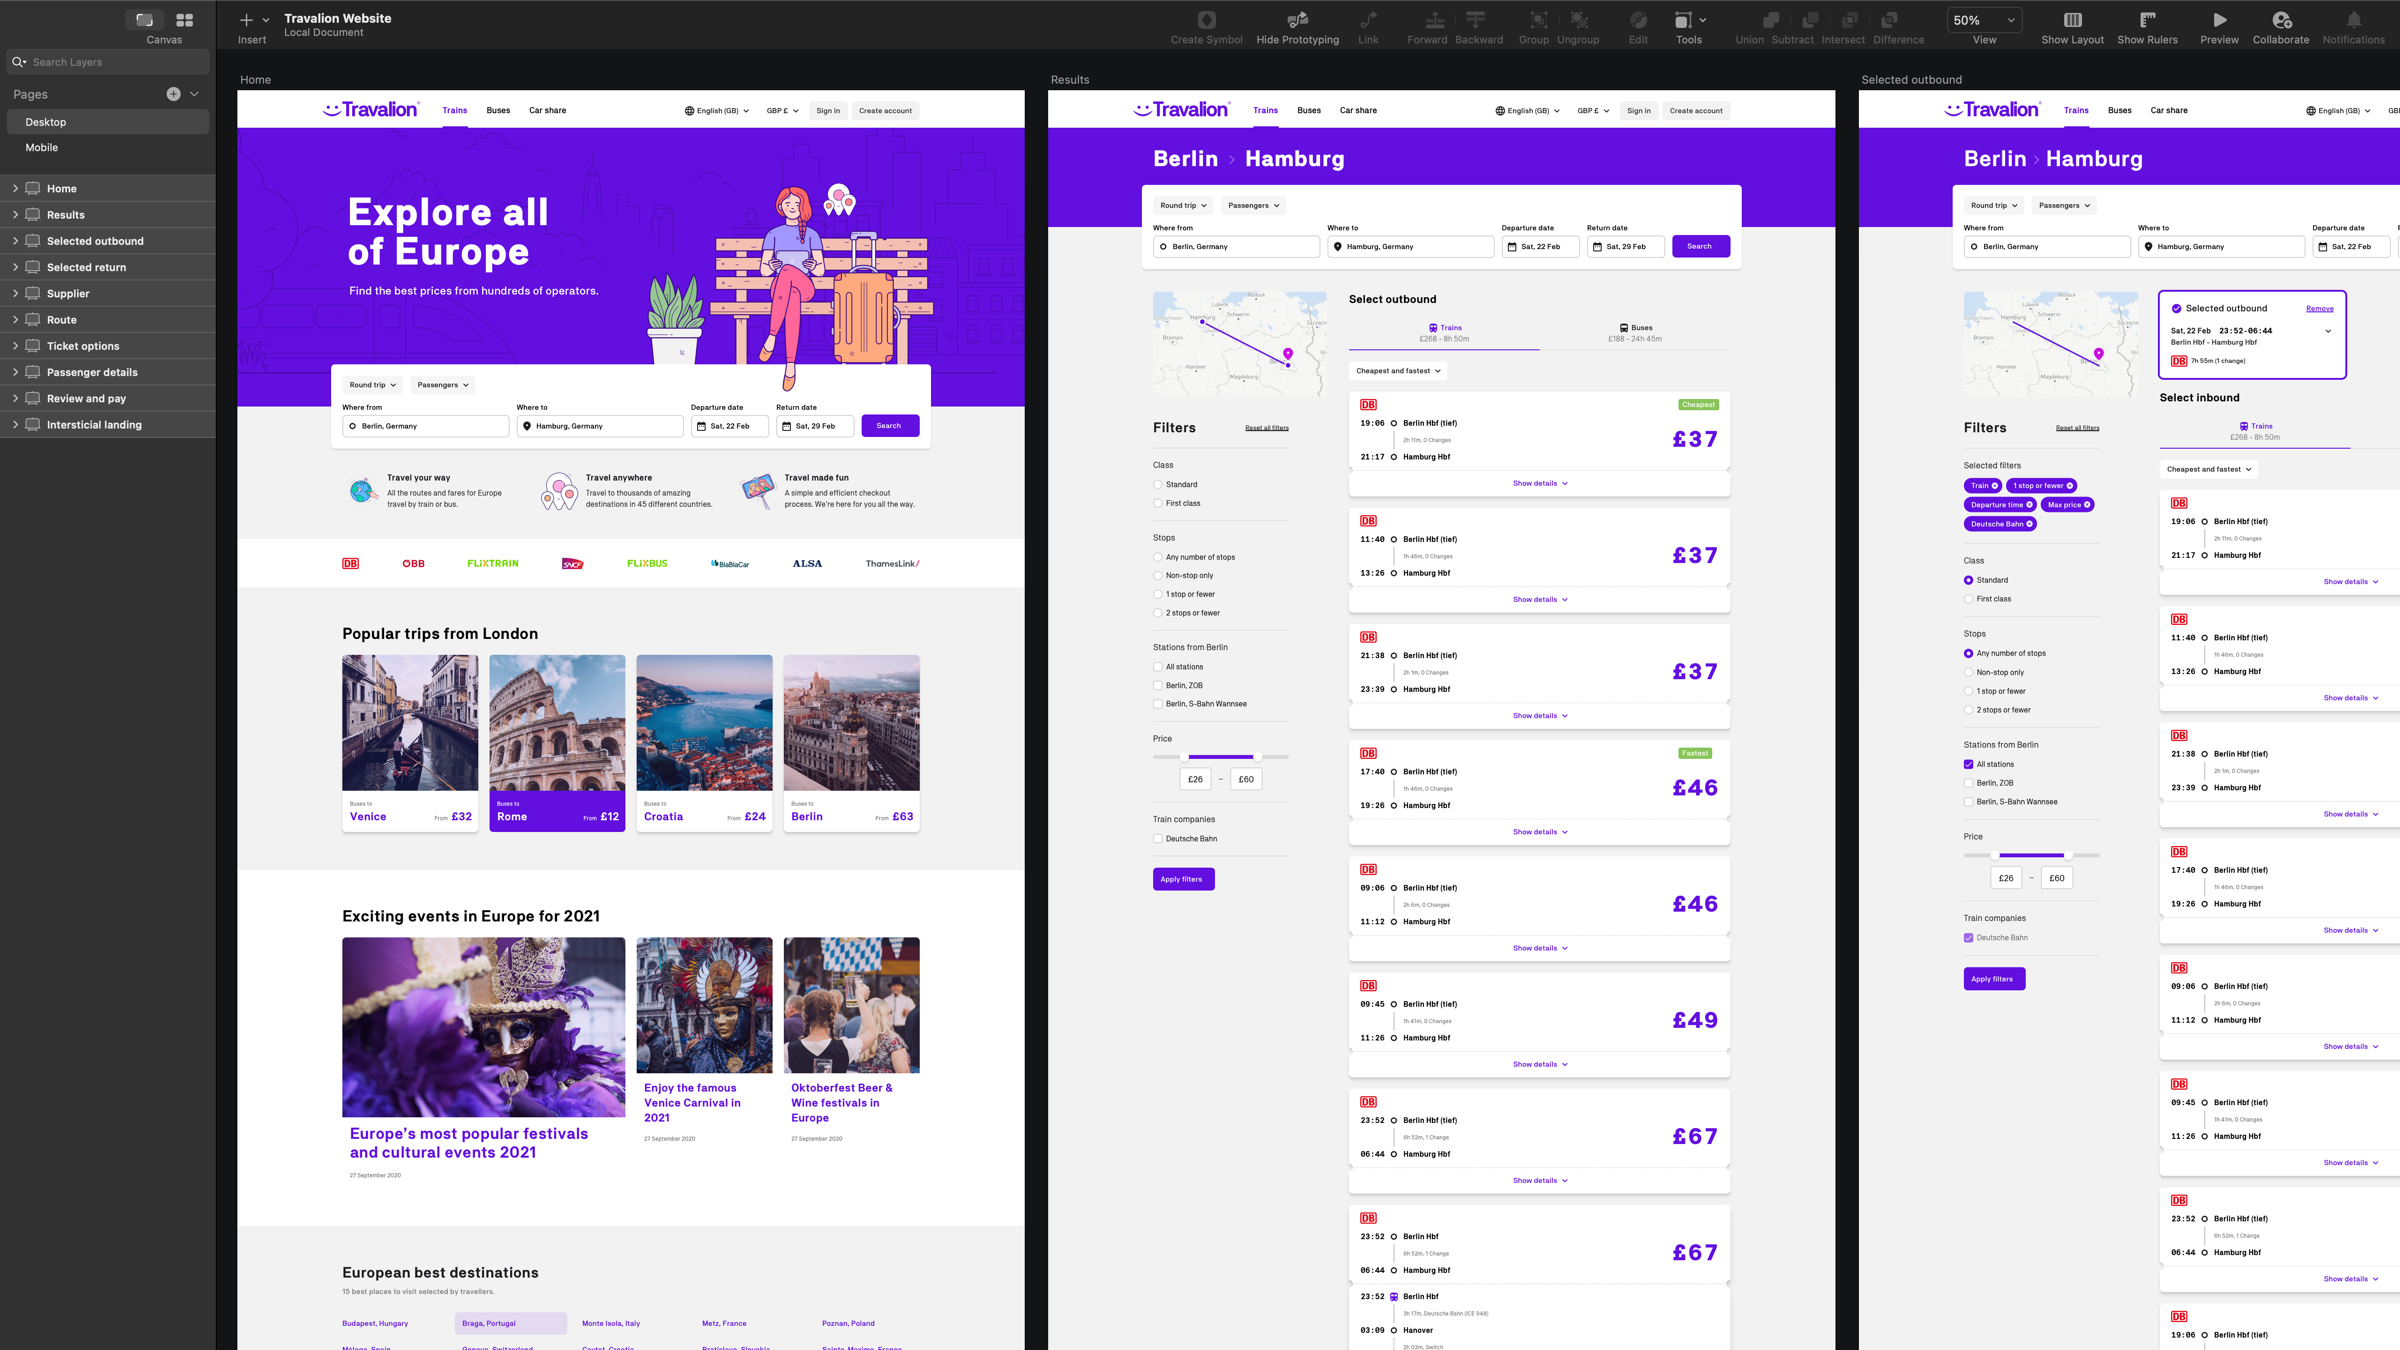 Canvas
Insert
Travalion Website
Local Document
Create Symbol
Hide Prototyping
Link
Forward
Backward
Group
Ungroup
Edit
Tools
Union
Subtract
Intersect
Difference
50%
View
Show Layout
Show Rulers
Preview
Collaborate
Notifications
Search Layers
Pages
Desktop
Mobile
Home
Results
Selected outbound
Selected return
Supplier
Route
Ticket options
Passenger details
Review and pay
Intersticial landing
Home
Travalion
Trains
Buses
Car share
English (GB)
GBP £
Sign in
Create account
Explore all
of Europe
Find the best prices from hundreds of operators.
Round trip
Passengers
Where from
Where to
Departure date
Return date
Berlin, Germany
Hamburg, Germany
Sat, 22 Feb
Sat, 29 Feb
Search
Travel your way
All the routes and fares for Europe
travel by train or bus.
Travel anywhere
Travel to thousands of amazing
destinations in 45 different countries.
Travel made fun
A simple and efficient checkout
process. We're here for you all the way.
DB
ÖBB
FLiXTRAIN
SNCF
FLiXBUS
BlaBlaCar
ALSA
ThamesLink/
Popular trips from London
Buses to
Venice
From £32
Buses to
Rome
From £12
Buses to
Croatia
From £24
Buses to
Berlin
From £63
Exciting events in Europe for 2021
Europe's most popular festivals
and cultural events 2021
27 September 2020
Enjoy the famous
Venice Carnival in
2021
27 September 2020
Oktoberfest Beer &
Wine festivals in
Europe
27 September 2020
European best destinations
15 best places to visit selected by travellers.
Budapest, Hungary
Braga, Portugal
Monte Isola, Italy
Metz, France
Poznan, Poland
Results
Travalion
Trains
Buses
Car share
English (GB)
GBP £
Sign in
Create account
Berlin › Hamburg
Round trip
Passengers
Where from
Where to
Departure date
Return date
Berlin, Germany
Hamburg, Germany
Sat, 22 Feb
Sat, 29 Feb
Search
Rostock
Lübeck
Hamburg
Schwerin
Szczecin
Bremen
Hanover
Magdeburg
Filters
Reset all filters
Class
Standard
First class
Stops
Any number of stops
Non-stop only
1 stop or fewer
2 stops or fewer
Stations from Berlin
All stations
Berlin, ZOB
Berlin, S-Bahn Wannsee
Price
£26 - £60
Train companies
Deutsche Bahn
Apply filters
Select outbound
Trains
£268 - 8h 50m
Buses
£188 - 24h 45m
Cheapest and fastest
DB
Cheapest
19:06 Berlin Hbf (tief)
2h 11m, 0 Changes
£37
21:17 Hamburg Hbf
Show details
DB
11:40 Berlin Hbf (tief)
1h 46m, 0 Changes
£37
13:26 Hamburg Hbf
Show details
DB
21:38 Berlin Hbf (tief)
2h 1m, 0 Changes
£37
23:39 Hamburg Hbf
Show details
DB
Fastest
17:40 Berlin Hbf (tief)
1h 46m, 0 Changes
£46
19:26 Hamburg Hbf
Show details
DB
09:06 Berlin Hbf (tief)
2h 6m, 0 Changes
£46
11:12 Hamburg Hbf
Show details
DB
09:45 Berlin Hbf (tief)
1h 41m, 0 Changes
£49
11:26 Hamburg Hbf
Show details
DB
23:52 Berlin Hbf (tief)
6h 52m, 1 Change
£67
06:44 Hamburg Hbf
Show details
DB
23:52 Berlin Hbf
6h 52m, 1 Change
£67
06:44 Hamburg Hbf
23:52 Berlin Hbf
3h 17m, Deutsche Bahn (ICE 948)
03:09 Hanover
2h 03m, Switch
Selected outbound
Travalion
Trains
Buses
Car share
English (GB)
Berlin › Hamburg
Round trip
Passengers
Where from
Where to
Departure date
Berlin, Germany
Hamburg, Germany
Sat, 22 Feb
Rostock
Lübeck
Hamburg
Schwerin
Szczecin
Bremen
Hanover
Magdeburg
Filters
Reset all filters
Selected filters
Train
1 stop or fewer
Departure time
Max price
Deutsche Bahn
Class
Standard
First class
Stops
Any number of stops
Non-stop only
1 stop or fewer
2 stops or fewer
Stations from Berlin
All stations
Berlin, ZOB
Berlin, S-Bahn Wannsee
Price
£26 - £60
Train companies
Deutsche Bahn
Apply filters
Selected outbound
Remove
Sat, 22 Feb 23:52-06:44
Berlin Hbf - Hamburg Hbf
DB 7h 55m (1 change)
Select inbound
Trains
£268 - 8h 50m
Cheapest and fastest
DB
19:06 Berlin Hbf (tief)
2h 11m, 0 Changes
21:17 Hamburg Hbf
Show details
DB
11:40 Berlin Hbf (tief)
1h 46m, 0 Changes
13:26 Hamburg Hbf
Show details
DB
21:38 Berlin Hbf (tief)
2h 1m, 0 Changes
23:39 Hamburg Hbf
Show details
DB
17:40 Berlin Hbf (tief)
1h 46m, 0 Changes
19:26 Hamburg Hbf
Show details
DB
09:06 Berlin Hbf (tief)
2h 6m, 0 Changes
11:12 Hamburg Hbf
Show details
DB
09:45 Berlin Hbf (tief)
1h 41m, 0 Changes
11:26 Hamburg Hbf
Show details
DB
23:52 Berlin Hbf (tief)
6h 52m, 1 Change
06:44 Hamburg Hbf
Show details
DB
19:06 Berlin Hbf (tief)